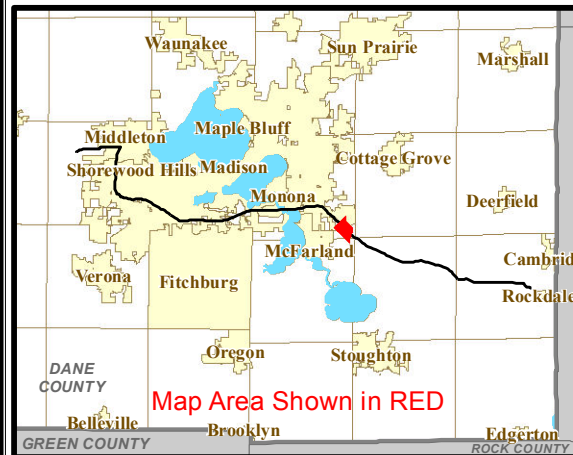 Waunakee
Sun Prairie
Marshall
Middleton
Maple Bluff
Shorewood Hills
Madison
Cottage Grove
Monona
Deerfield
McFarland
Cambrid
Verona
Fitchburg
Rockdale
Oregon
Stoughton
DANE
COUNTY
Map Area Shown in RED
Belleville
Brooklyn
Edgerton
GREEN COUNTY
ROCK COUNTY